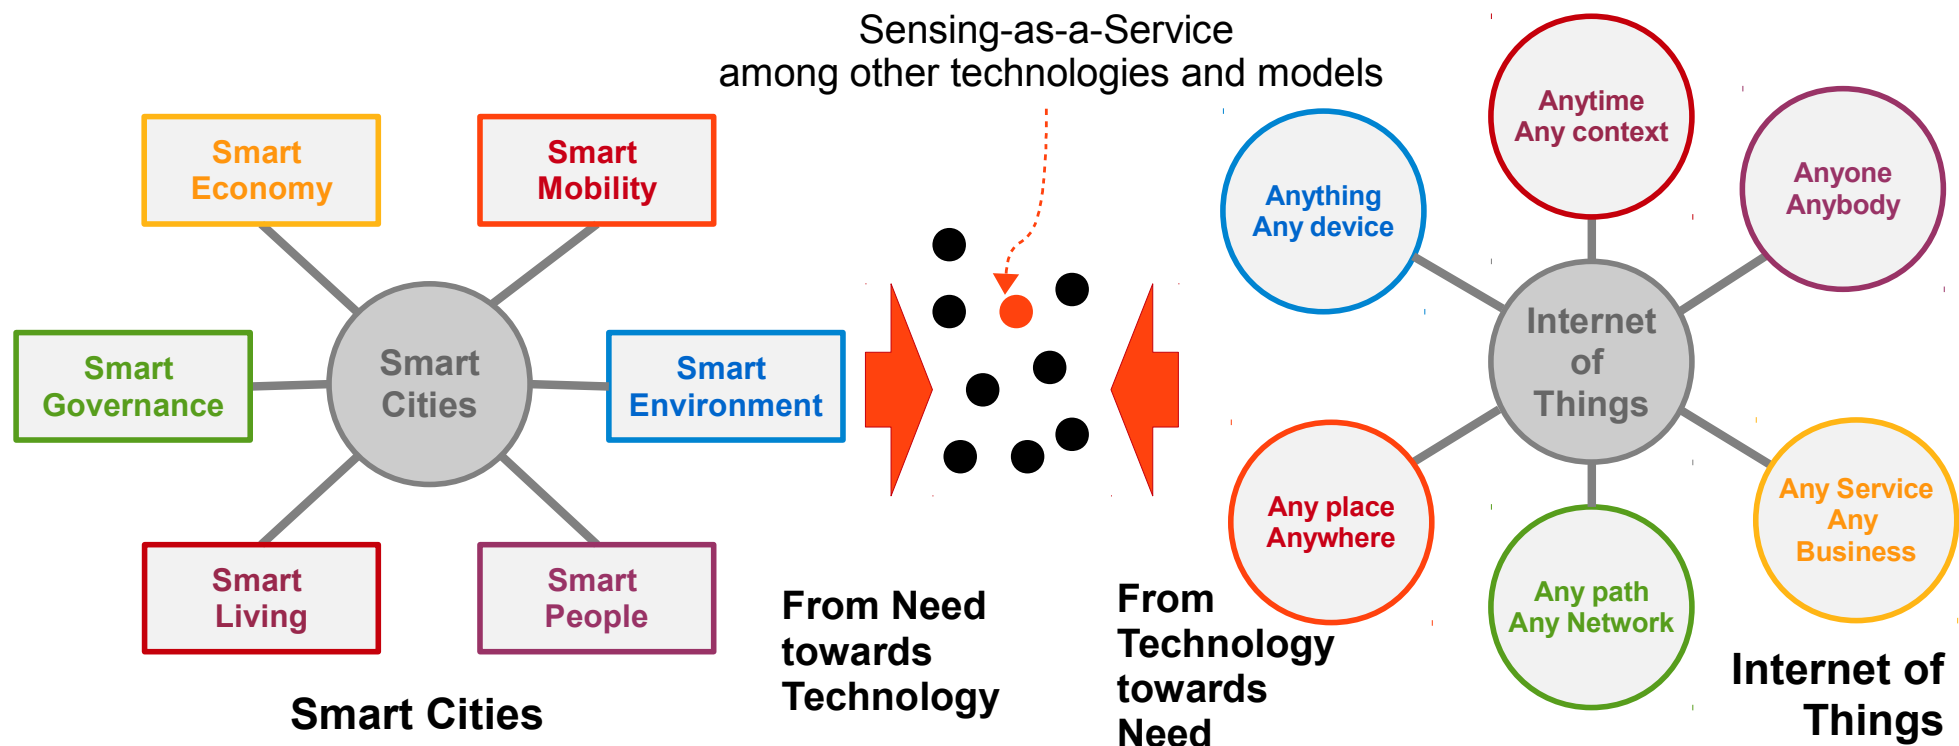 Sensing-as-a-Service
among other technologies and models
Smart
Economy
Smart
Mobility
Smart
Governance
Smart
Cities
Smart
Environment
Smart
Living
Smart
People
Smart Cities
From Need
towards
Technology
From
Technology
towards
Need
Anytime
Any context
Anything
Any device
Anyone
Anybody
Internet
of
Things
Any place
Anywhere
Any Service
Any
Business
Any path
Any Network
Internet of
Things